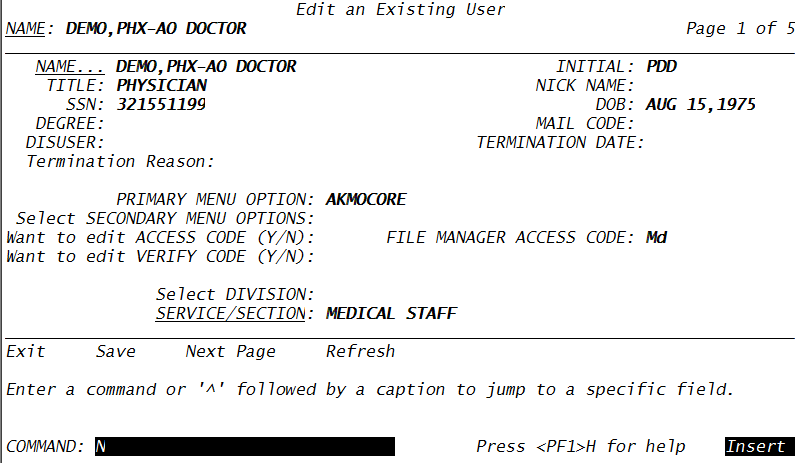 Edit an Existing User
NAME: DEMO,PHX-AO DOCTOR Page 1 of 5
NAME... DEMO,PHX-AO DOCTOR INITIAL: PDD
TITLE: PHYSICIAN NICK NAME:
SSN: 321551199 DOB: AUG 15,1975
DEGREE: MAIL CODE:
DISUSER: TERMINATION DATE:
Termination Reason:
PRIMARY MENU OPTION: AKMOCORE
Select SECONDARY MENU OPTIONS:
Want to edit ACCESS CODE (Y/N): FILE MANAGER ACCESS CODE: Md
Want to edit VERIFY CODE (Y/N):
Select DIVISION:
SERVICE/SECTION: MEDICAL STAFF
Exit Save Next Page Refresh
Enter a command or '^' followed by a caption to jump to a specific field.
COMMAND: N Press <PF1>H for help Insert